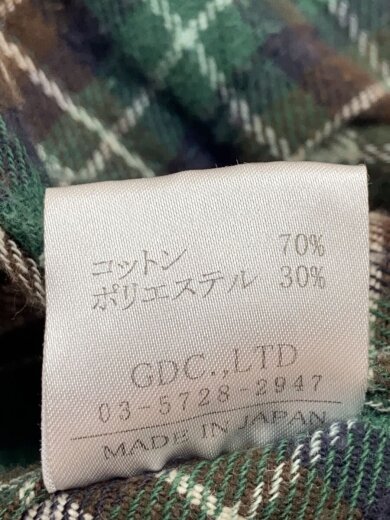 コットン 70%
ポリエステル 30%
GDC.,LTD
03-5728-2947
MADE IN JAPAN